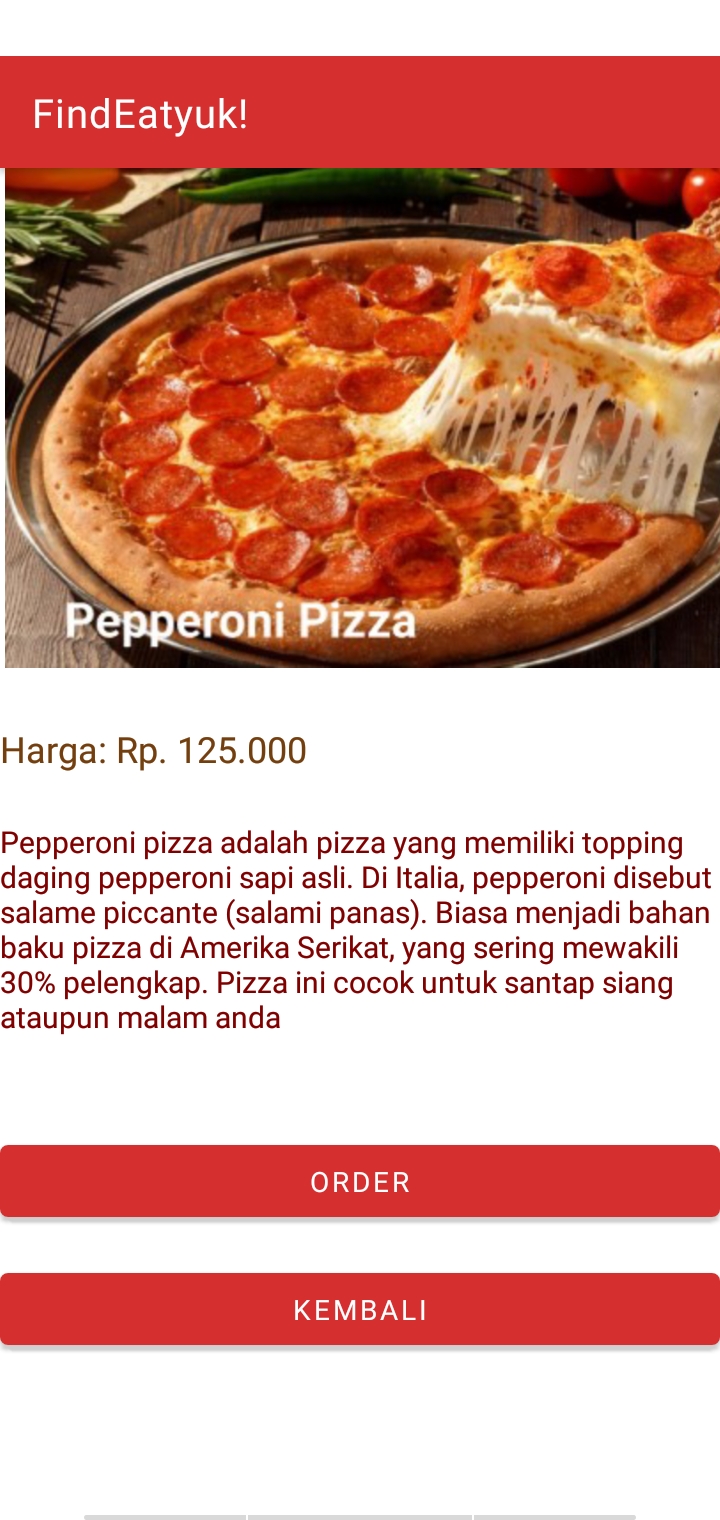 FindEatyuk!
Pepperoni Pizza
Harga: Rp. 125.000
Pepperoni pizza adalah pizza yang memiliki topping
daging pepperoni sapi asli. Di Italia, pepperoni disebut
salame piccante (salami panas). Biasa menjadi bahan
baku pizza di Amerika Serikat, yang sering mewakili
30% pelengkap. Pizza ini cocok untuk santap siang
ataupun malam anda
ORDER
KEMBALI